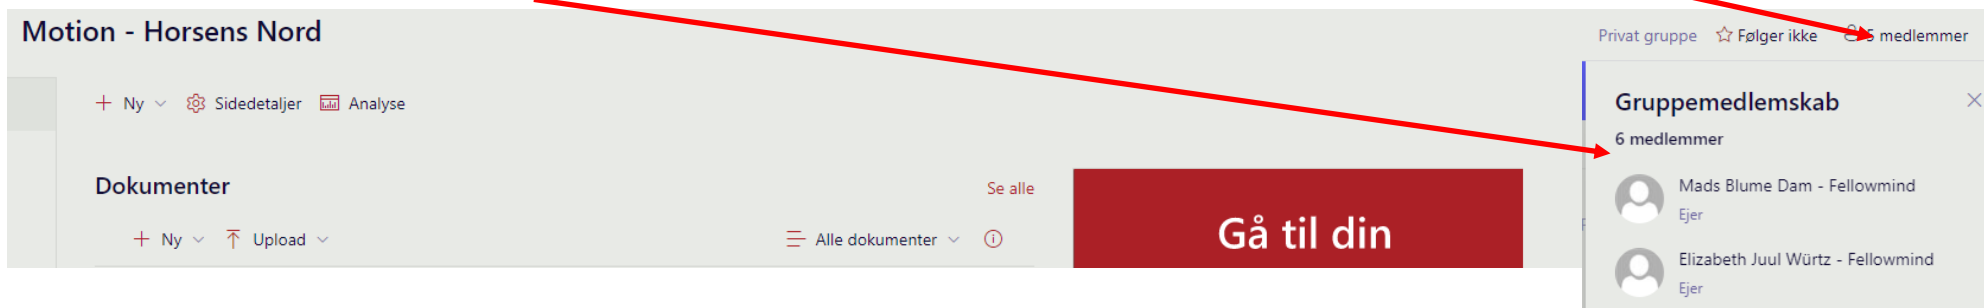 Motion - Horsens Nord
Privat gruppe Følger ikke 5 medlemmer
Ny Sidedetaljer Analyse
Gruppemedlemskab
6 medlemmer
Dokumenter Se alle
Mads Blume Dam - Fellowmind
Ejer
Gå til din
Ny Upload Alle dokumenter
Elizabeth Juul Würtz - Fellowmind
Ejer